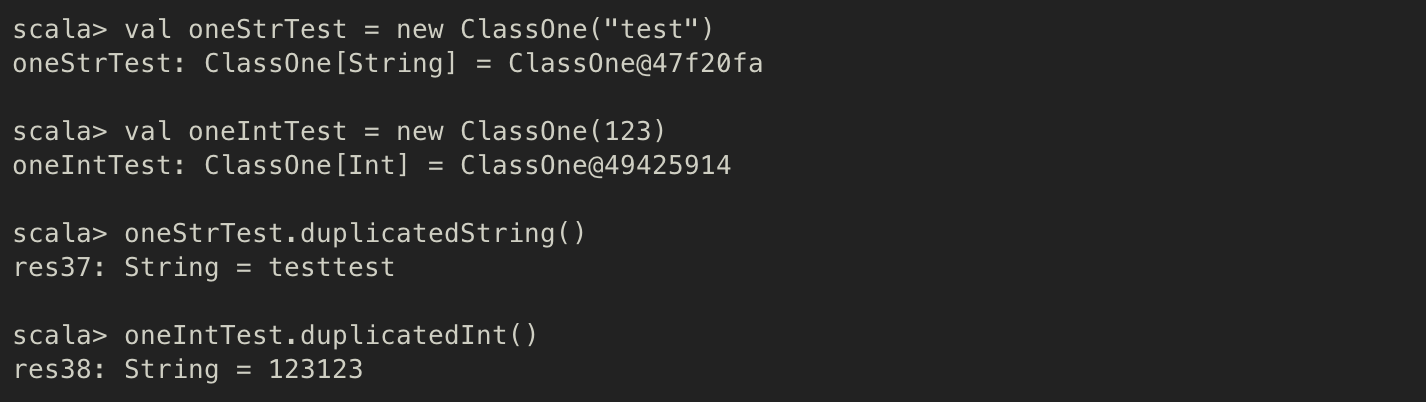 scala> val oneStrTest = new ClassOne("test")
oneStrTest: ClassOne[String] = ClassOne@47f20fa
scala> val oneIntTest = new ClassOne(123)
oneIntTest: ClassOne[Int] = ClassOne@49425914
scala> oneStrTest.duplicatedString()
res37: String = testtest
scala> oneIntTest.duplicatedInt()
res38: String = 123123